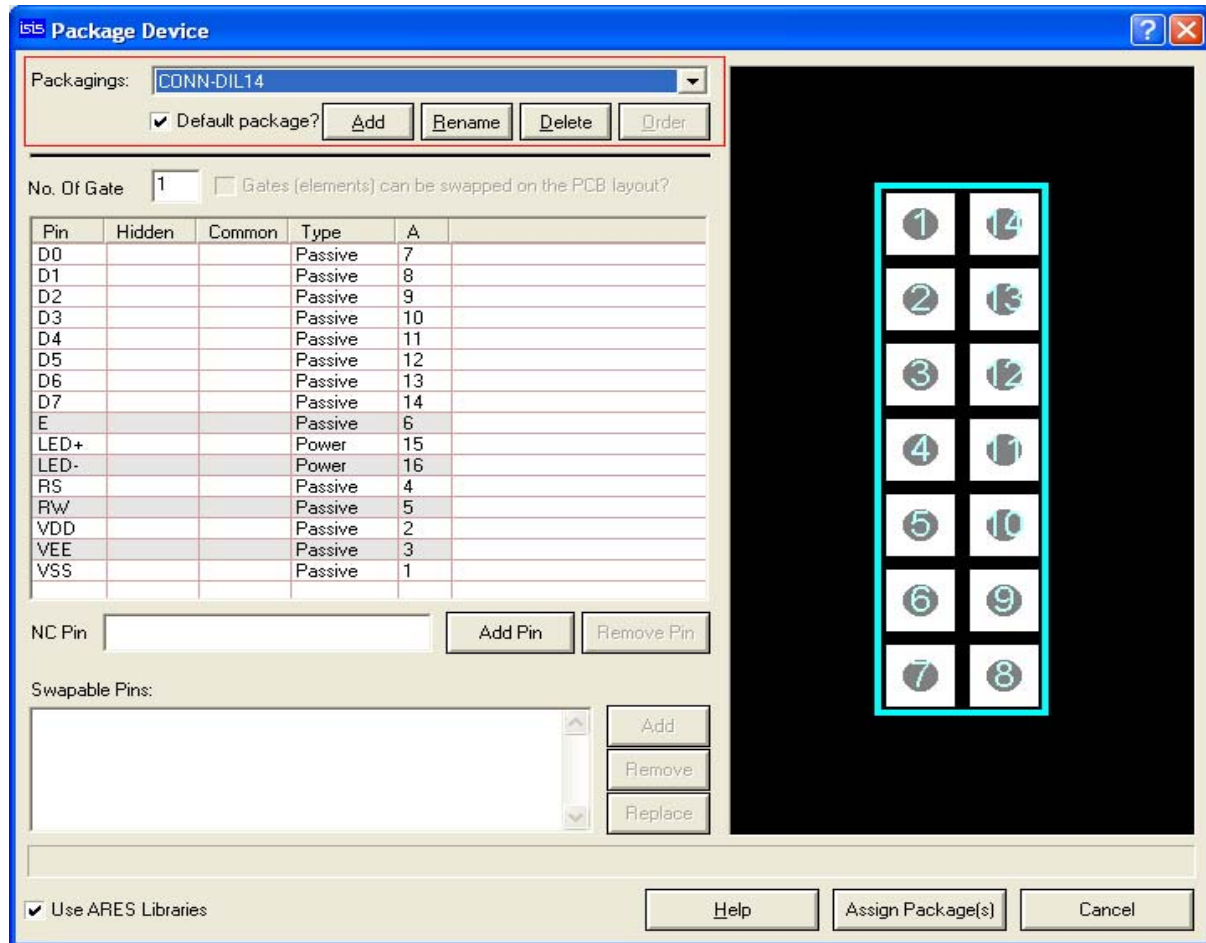 isis Package Device
Packagings: CONN-DIL14
Default package? Add Rename Delete Order
No. Of Gate 1 Gates (elements) can be swapped on the PCB layout?
Pin Hidden Common Type A
D0 Passive 7
D1 Passive 8
D2 Passive 9
D3 Passive 10
D4 Passive 11
D5 Passive 12
D6 Passive 13
D7 Passive 14
E Passive 6
LED+ Power 15
LED- Power 16
RS Passive 4
RW Passive 5
VDD Passive 2
VEE Passive 3
VSS Passive 1
NC Pin Add Pin Remove Pin
Swapable Pins:
Add
Remove
Replace
1 14
2 13
3 12
4 11
5 10
6 9
7 8
Use ARES Libraries Help Assign Package(s) Cancel